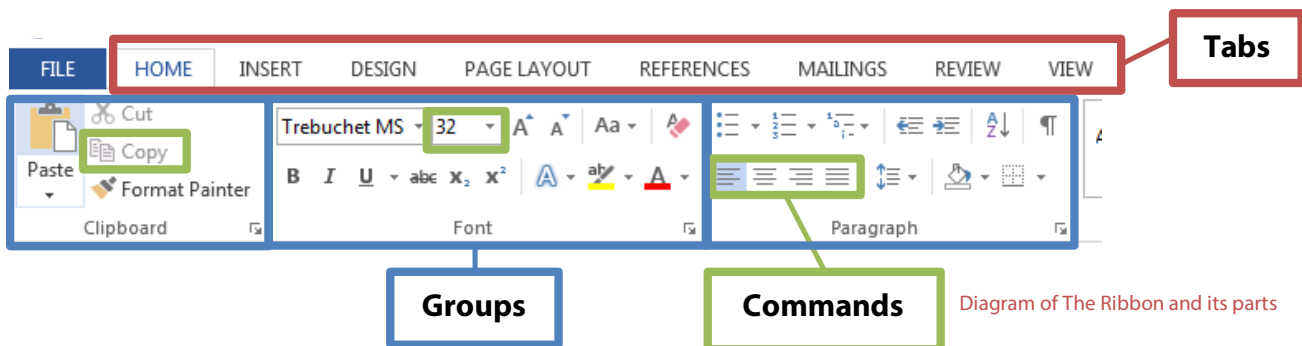 Tabs
FILE HOME INSERT DESIGN PAGE LAYOUT REFERENCES MAILINGS REVIEW VIEW
Cut
Copy
Paste
Format Painter
Clipboard
Trebuchet MS 32 A A Aa
B I U abc x₂ x² A aby A
Font
A Z ¶
Paragraph
Groups
Commands
Diagram of The Ribbon and its parts